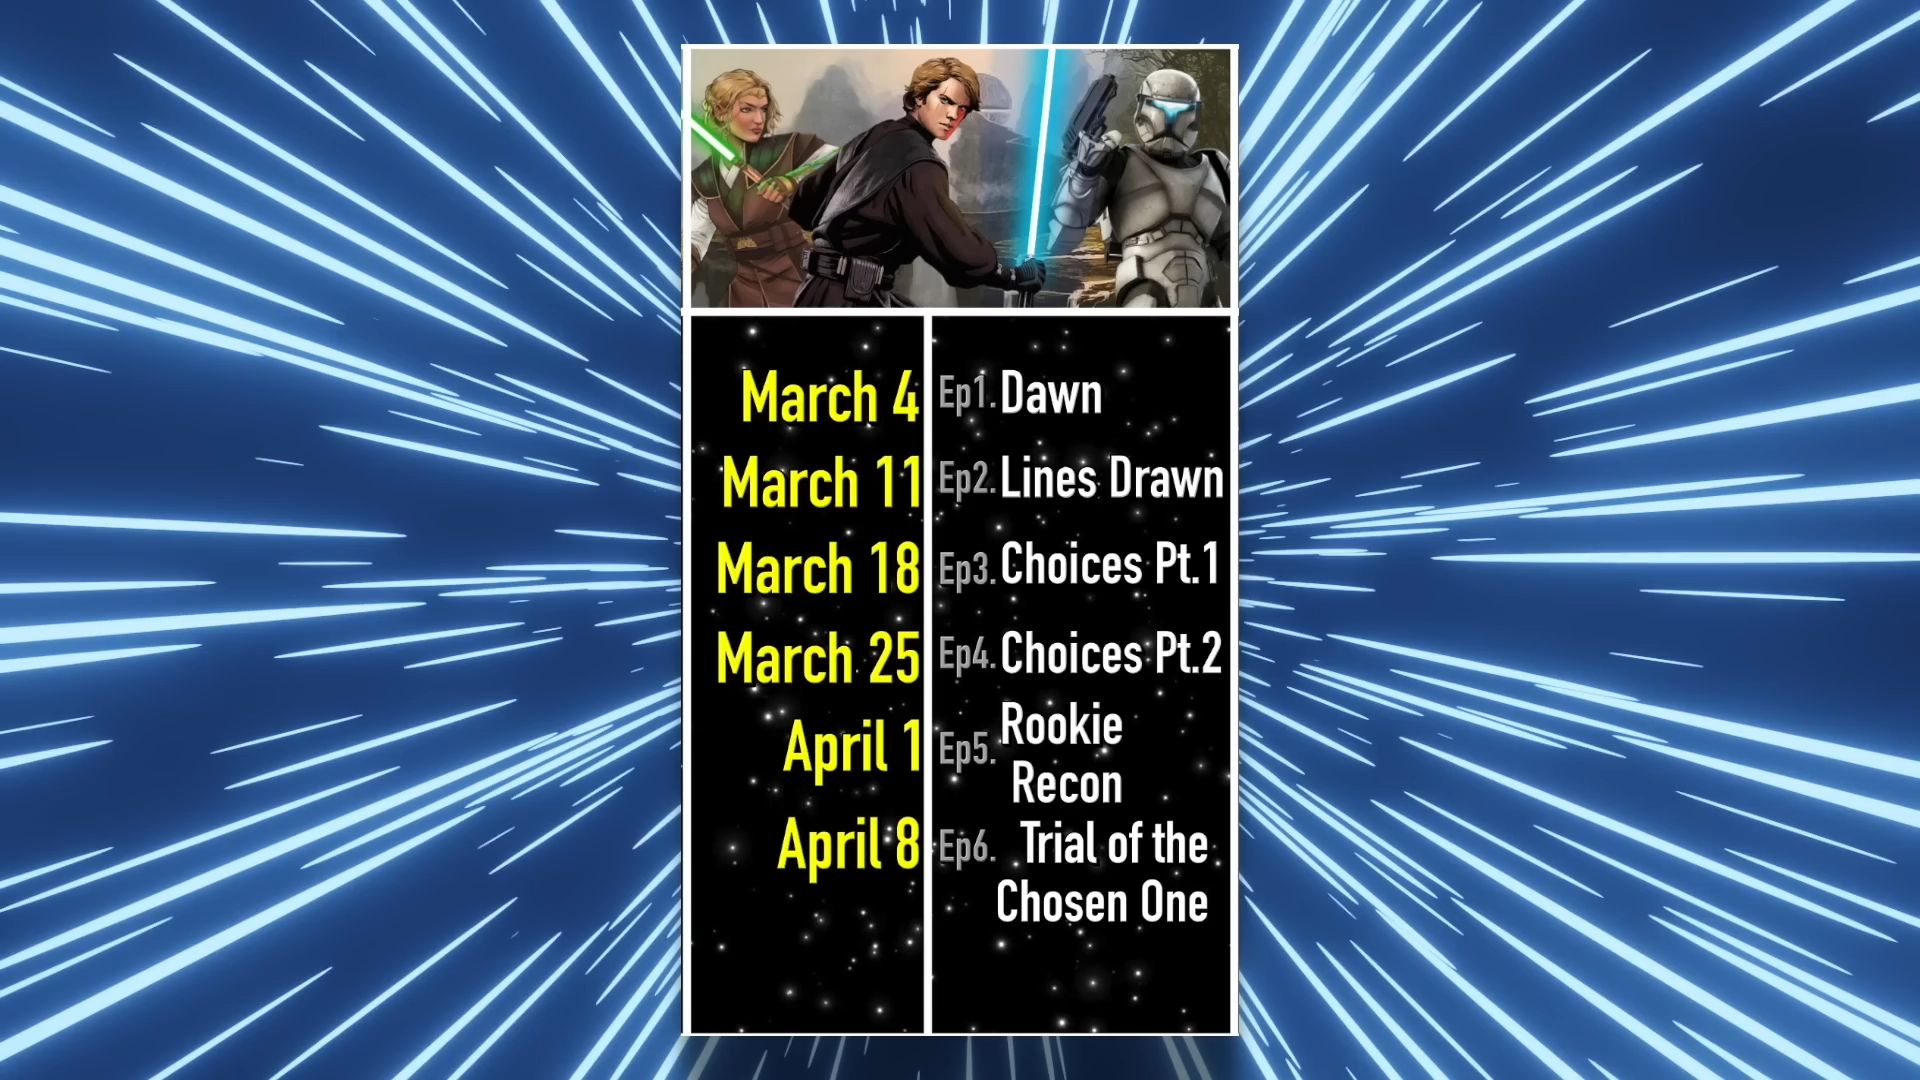 March 4 Ep1. Dawn
March 11 Ep2. Lines Drawn
March 18 Ep3. Choices Pt.1
March 25 Ep4. Choices Pt.2
April 1 Ep5. Rookie
Recon
April 8 Ep6. Trial of the
Chosen One